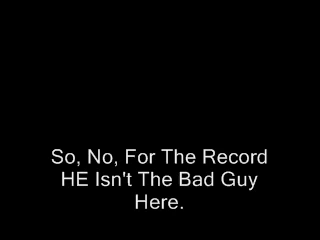 So, No, For The Record
HE Isn't The Bad Guy
Here.